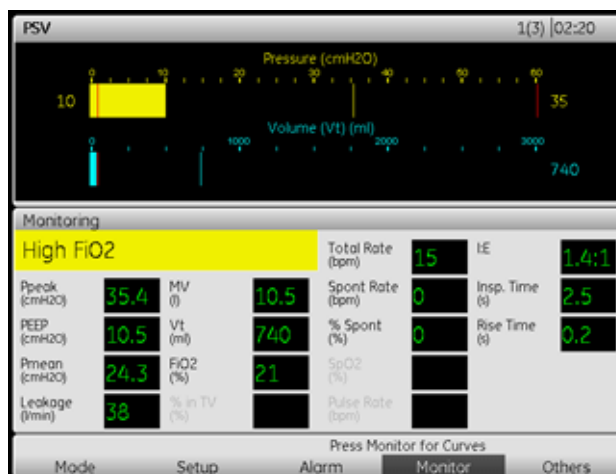 PSV 1(3) 02:20
Pressure (cmH2O)
0 10 20 30 40 50 60
10 35
Volume (Vt) (ml)
0 1000 2000 3000
740
Monitoring
High FiO2
Total Rate (bpm) 15 I:E 1.4:1
Ppeak (cmH2O) 35.4 MV (l) 10.5 Spont Rate (bpm) 0 Insp. Time (s) 2.5
PEEP (cmH2O) 10.5 Vt (ml) 740 % Spont (%) 0 Rise Time (s) 0.2
Pmean (cmH2O) 24.3 FiO2 (%) 21 SpO2 (%)
Leakage (l/min) 38 % in TV (%) Pulse Rate (bpm)
Press Monitor for Curves
Mode Setup Alarm Monitor Others